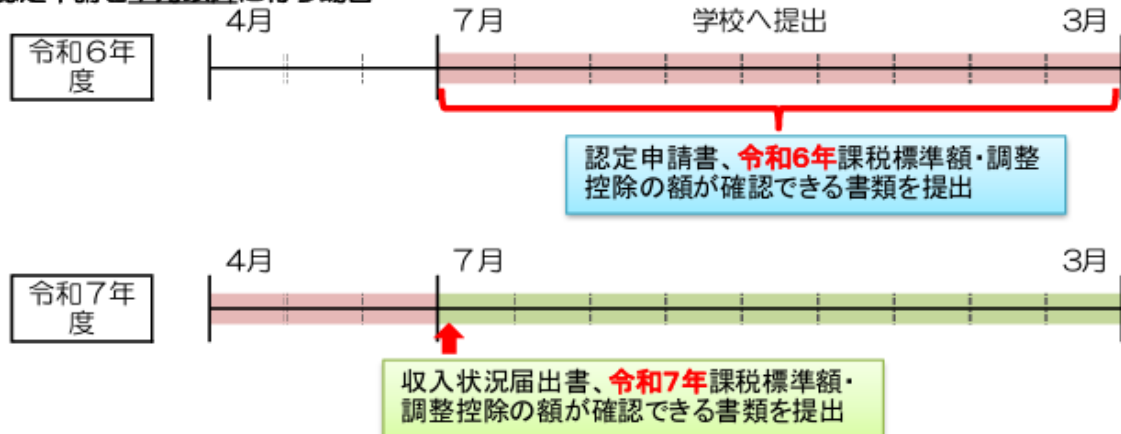 4月
7月
学校へ提出
3月
令和6年
度
認定申請書、令和6年課税標準額・調整
控除の額が確認できる書類を提出
4月
7月
3月
令和7年
度
収入状況届出書、令和7年課税標準額・
調整控除の額が確認できる書類を提出